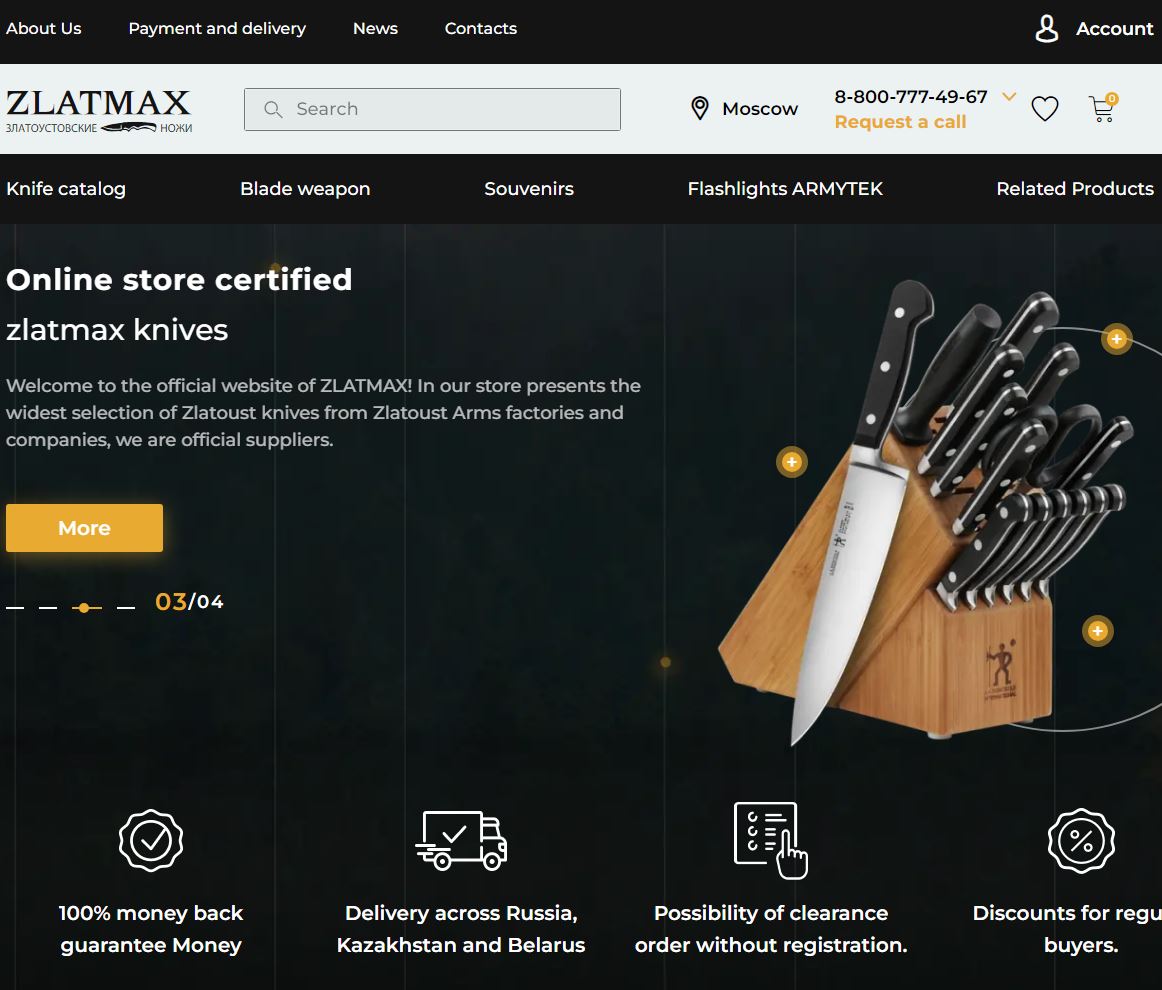 About Us
Payment and delivery
News
Contacts
Account
ZLATMAX
ЗЛАТОУСТОВСКИЕ НОЖИ
Search
Moscow
8-800-777-49-67
Request a call
0
Knife catalog
Blade weapon
Souvenirs
Flashlights ARMYTEK
Related Products
Online store certified
zlatmax knives
Welcome to the official website of ZLATMAX! In our store presents the
widest selection of Zlatoust knives from Zlatoust Arms factories and
companies, we are official suppliers.
More
03/04
100% money back
guarantee Money
Delivery across Russia,
Kazakhstan and Belarus
Possibility of clearance
order without registration.
Discounts for regu
buyers.